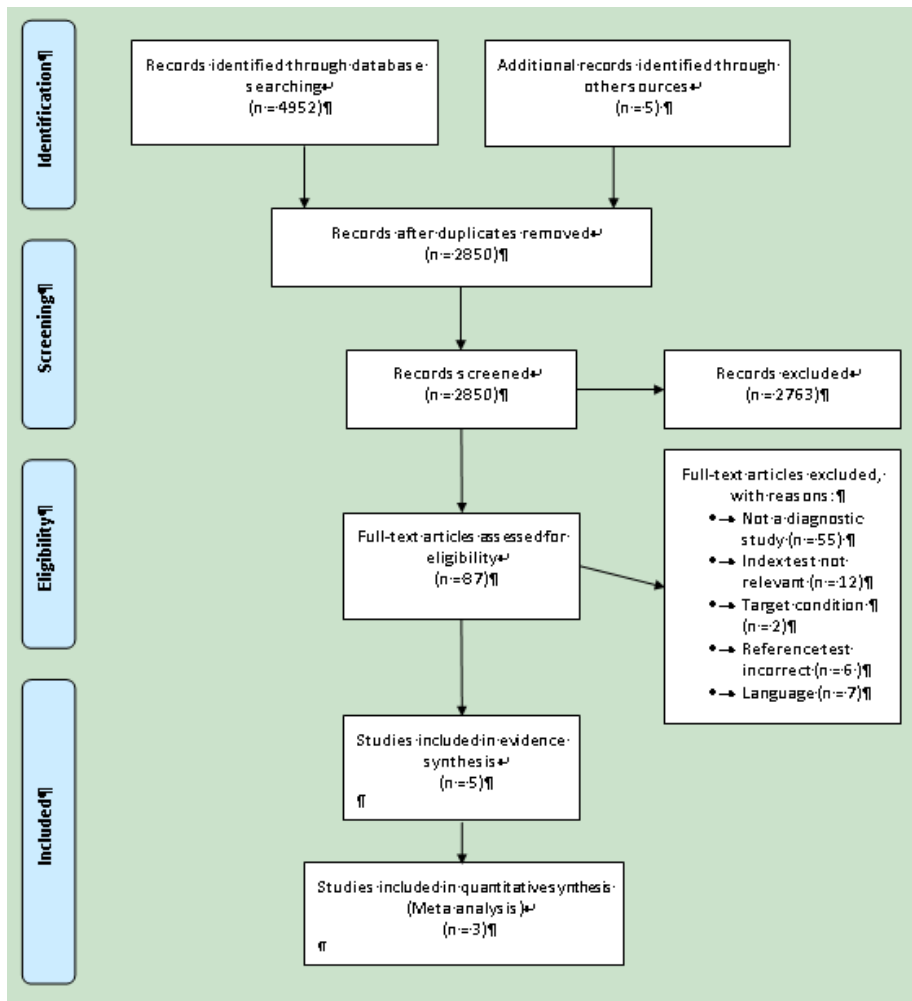 Identification¶
Records·identified·through·database·
searching↵
(n·=·4952)¶
Additional·records·identified·through·
other·sources↵
(n·=·5)·¶
Records·after·duplicates·removed↵
(n·=·2850)¶
Screening¶
Records·screened↵
(n·=·2850)¶
Records·excluded↵
(n·=·2763)¶
Eligibility¶
Full-text·articles·assessed·for·
eligibility↵
(n·=·87)¶
Full-text·articles·excluded,·
with·reasons:¶
•→Not·a·diagnostic·
study·(n·=·55)·¶
•→Index·test·not·
relevant·(n·=·12)¶
•→Target·condition·¶
(n·=·2)¶
•→Reference·test·
incorrect·(n·=·6·)¶
•→Language·(n·=·7)¶
Included¶
Studies·included·in·evidence·
synthesis↵
(n·=·5)¶
¶
Studies·included·in·quantitative·synthesis·
(Meta-analysis)↵
(n·=·3)¶
¶